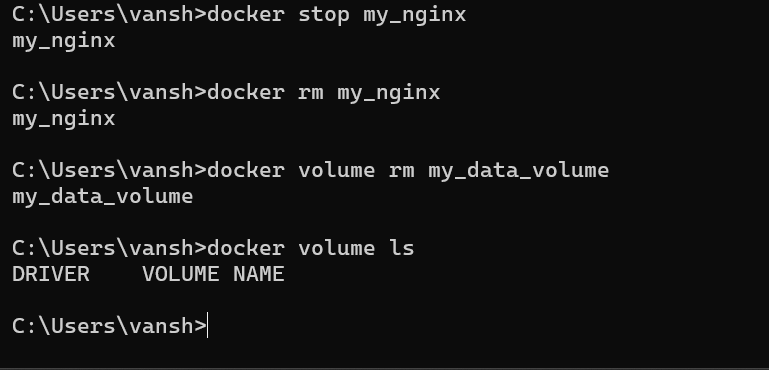 C:\Users\vansh>docker stop my_nginx
my_nginx
C:\Users\vansh>docker rm my_nginx
my_nginx
C:\Users\vansh>docker volume rm my_data_volume
my_data_volume
C:\Users\vansh>docker volume ls
DRIVER    VOLUME NAME
C:\Users\vansh>